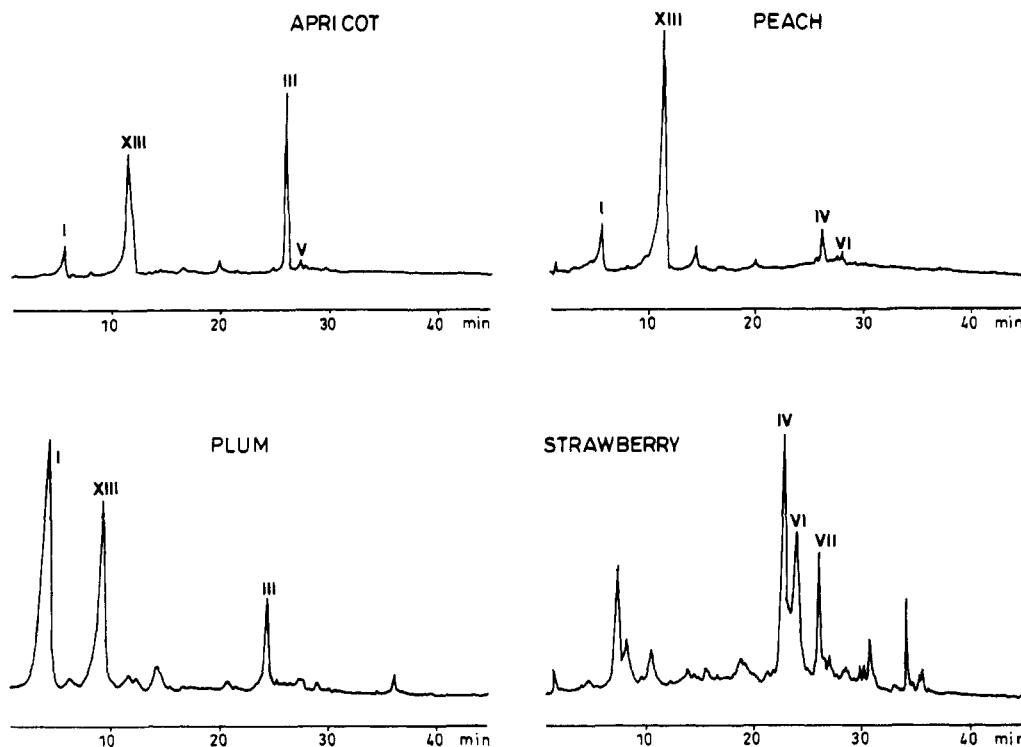 APRICOT
III
XIII
I
V
10 20 30 40 min
PEACH
XIII
I
IV
VI
10 20 30 40 min
PLUM
I
XIII
III
10 20 30 40 min
STRAWBERRY
IV
VI
VII
10 20 30 40 min